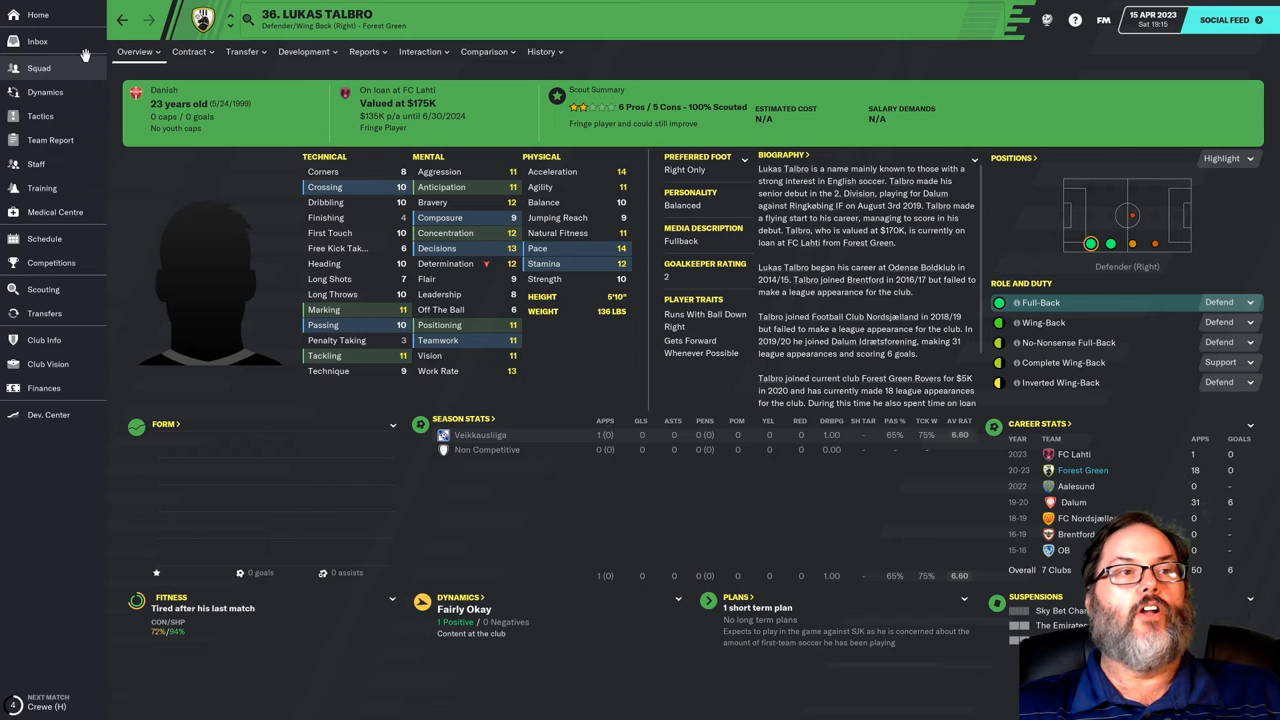 Home
Inbox
Squad
Dynamics
Tactics
Team Report
Staff
Training
Medical Centre
Schedule
Competitions
Scouting
Transfers
Club Info
Club Vision
Finances
Dev. Center
4
NEXT MATCH
Crewe (H)
36. LUKAS TALBRO
Defender/Wing Back (Right) - Forest Green
FM
15 APR 2023
Sat 19:15
SOCIAL FEED
Overview
Contract
Transfer
Development
Reports
Interaction
Comparison
History
Danish
23 years old (5/24/1999)
0 caps / 0 goals
No youth caps
On loan at FC Lahti
Valued at $175K
$135K p/a until 6/30/2024
Fringe Player
Scout Summary
6 Pros / 5 Cons - 100% Scouted
Fringe player and could still improve
ESTIMATED COST
N/A
SALARY DEMANDS
N/A
TECHNICAL
Corners 8
Crossing 10
Dribbling 10
Finishing 4
First Touch 10
Free Kick Tak... 6
Heading 10
Long Shots 7
Long Throws 10
Marking 11
Passing 10
Penalty Taking 3
Tackling 11
Technique 9
MENTAL
Aggression 11
Anticipation 11
Bravery 12
Composure 9
Concentration 12
Decisions 13
Determination 12
Flair 9
Leadership 8
Off The Ball 6
Positioning 11
Teamwork 11
Vision 11
Work Rate 13
PHYSICAL
Acceleration 14
Agility 11
Balance 10
Jumping Reach 9
Natural Fitness 11
Pace 14
Stamina 12
Strength 10
HEIGHT 5'10"
WEIGHT 136 LBS
PREFERRED FOOT
Right Only
PERSONALITY
Balanced
MEDIA DESCRIPTION
Fullback
GOALKEEPER RATING
2
PLAYER TRAITS
Runs With Ball Down
Right
Gets Forward
Whenever Possible
BIOGRAPHY
Lukas Talbro is a name mainly known to those with a
strong interest in English soccer. Talbro made his
senior debut in the 2. Division, playing for Dalum
against Ringkøbing IF on August 3rd 2019. Talbro made
a flying start to his career, managing to score in his
debut. Talbro, who is valued at $170K, is currently on
loan at FC Lahti from Forest Green.
Lukas Talbro began his career at Odense Boldklub in
2014/15. Talbro joined Brentford in 2016/17 but failed to
make a league appearance for the club.
Talbro joined Football Club Nordsjælland in 2018/19
but failed to make a league appearance for the club. In
2019/20 he joined Dalum Idrætsforening, making 31
league appearances and scoring 6 goals.
Talbro joined current club Forest Green Rovers for $5K
in 2020 and has currently made 18 league appearances
for the club. During this time he also spent time on loan
POSITIONS
Highlight
Defender (Right)
ROLE AND DUTY
Full-Back Defend
Wing-Back Defend
No-Nonsense Full-Back Defend
Complete Wing-Back Support
Inverted Wing-Back Defend
FORM
0 goals
0 assists
SEASON STATS
APPS GLS ASTS PENS POM YEL RED DRBPG SH TAR PAS % TCK W AV RAT
Veikkausliiga 1 (0) 0 0 0 (0) 0 0 0 1.00 - 65% 75% 6.60
Non Competitive 0 (0) 0 0 0 (0) 0 0 0 0.00 - - - -
1 (0) 0 0 0 (0) 0 0 0 1.00 - 65% 75% 6.60
CAREER STATS
YEAR TEAM APPS GOALS
2023 FC Lahti 1 0
20-23 Forest Green 18 0
2022 Aalesund 0 -
19-20 Dalum 31 6
18-19 FC Nordsjællan 0 -
16-19 Brentford 0 -
15-16 OB 0 -
Overall 7 Clubs 50 6
FITNESS
Tired after his last match
CON/SHP
72%/94%
DYNAMICS
Fairly Okay
1 Positive / 0 Negatives
Content at the club
PLANS
1 short term plan
No long term plans
Expects to play in the game against SJK as he is concerned about the
amount of first-team soccer he has been playing
SUSPENSIONS
Sky Bet Cha
The Emirate